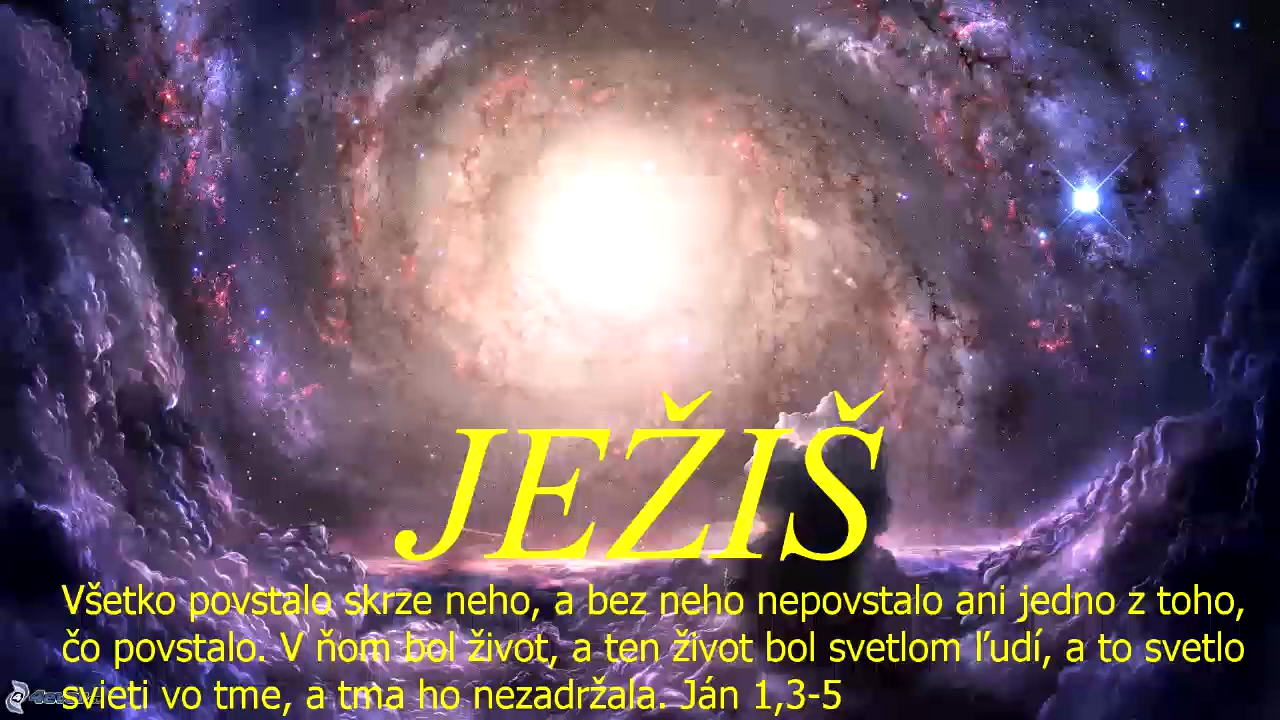 JEŽIŠ
Všetko povstalo skrze neho, a bez neho nepovstalo ani jedno z toho,
čo povstalo. V ňom bol život, a ten život bol svetlom ľudí, a to svetlo
svieti vo tme, a tma ho nezadržala. Ján 1,3-5